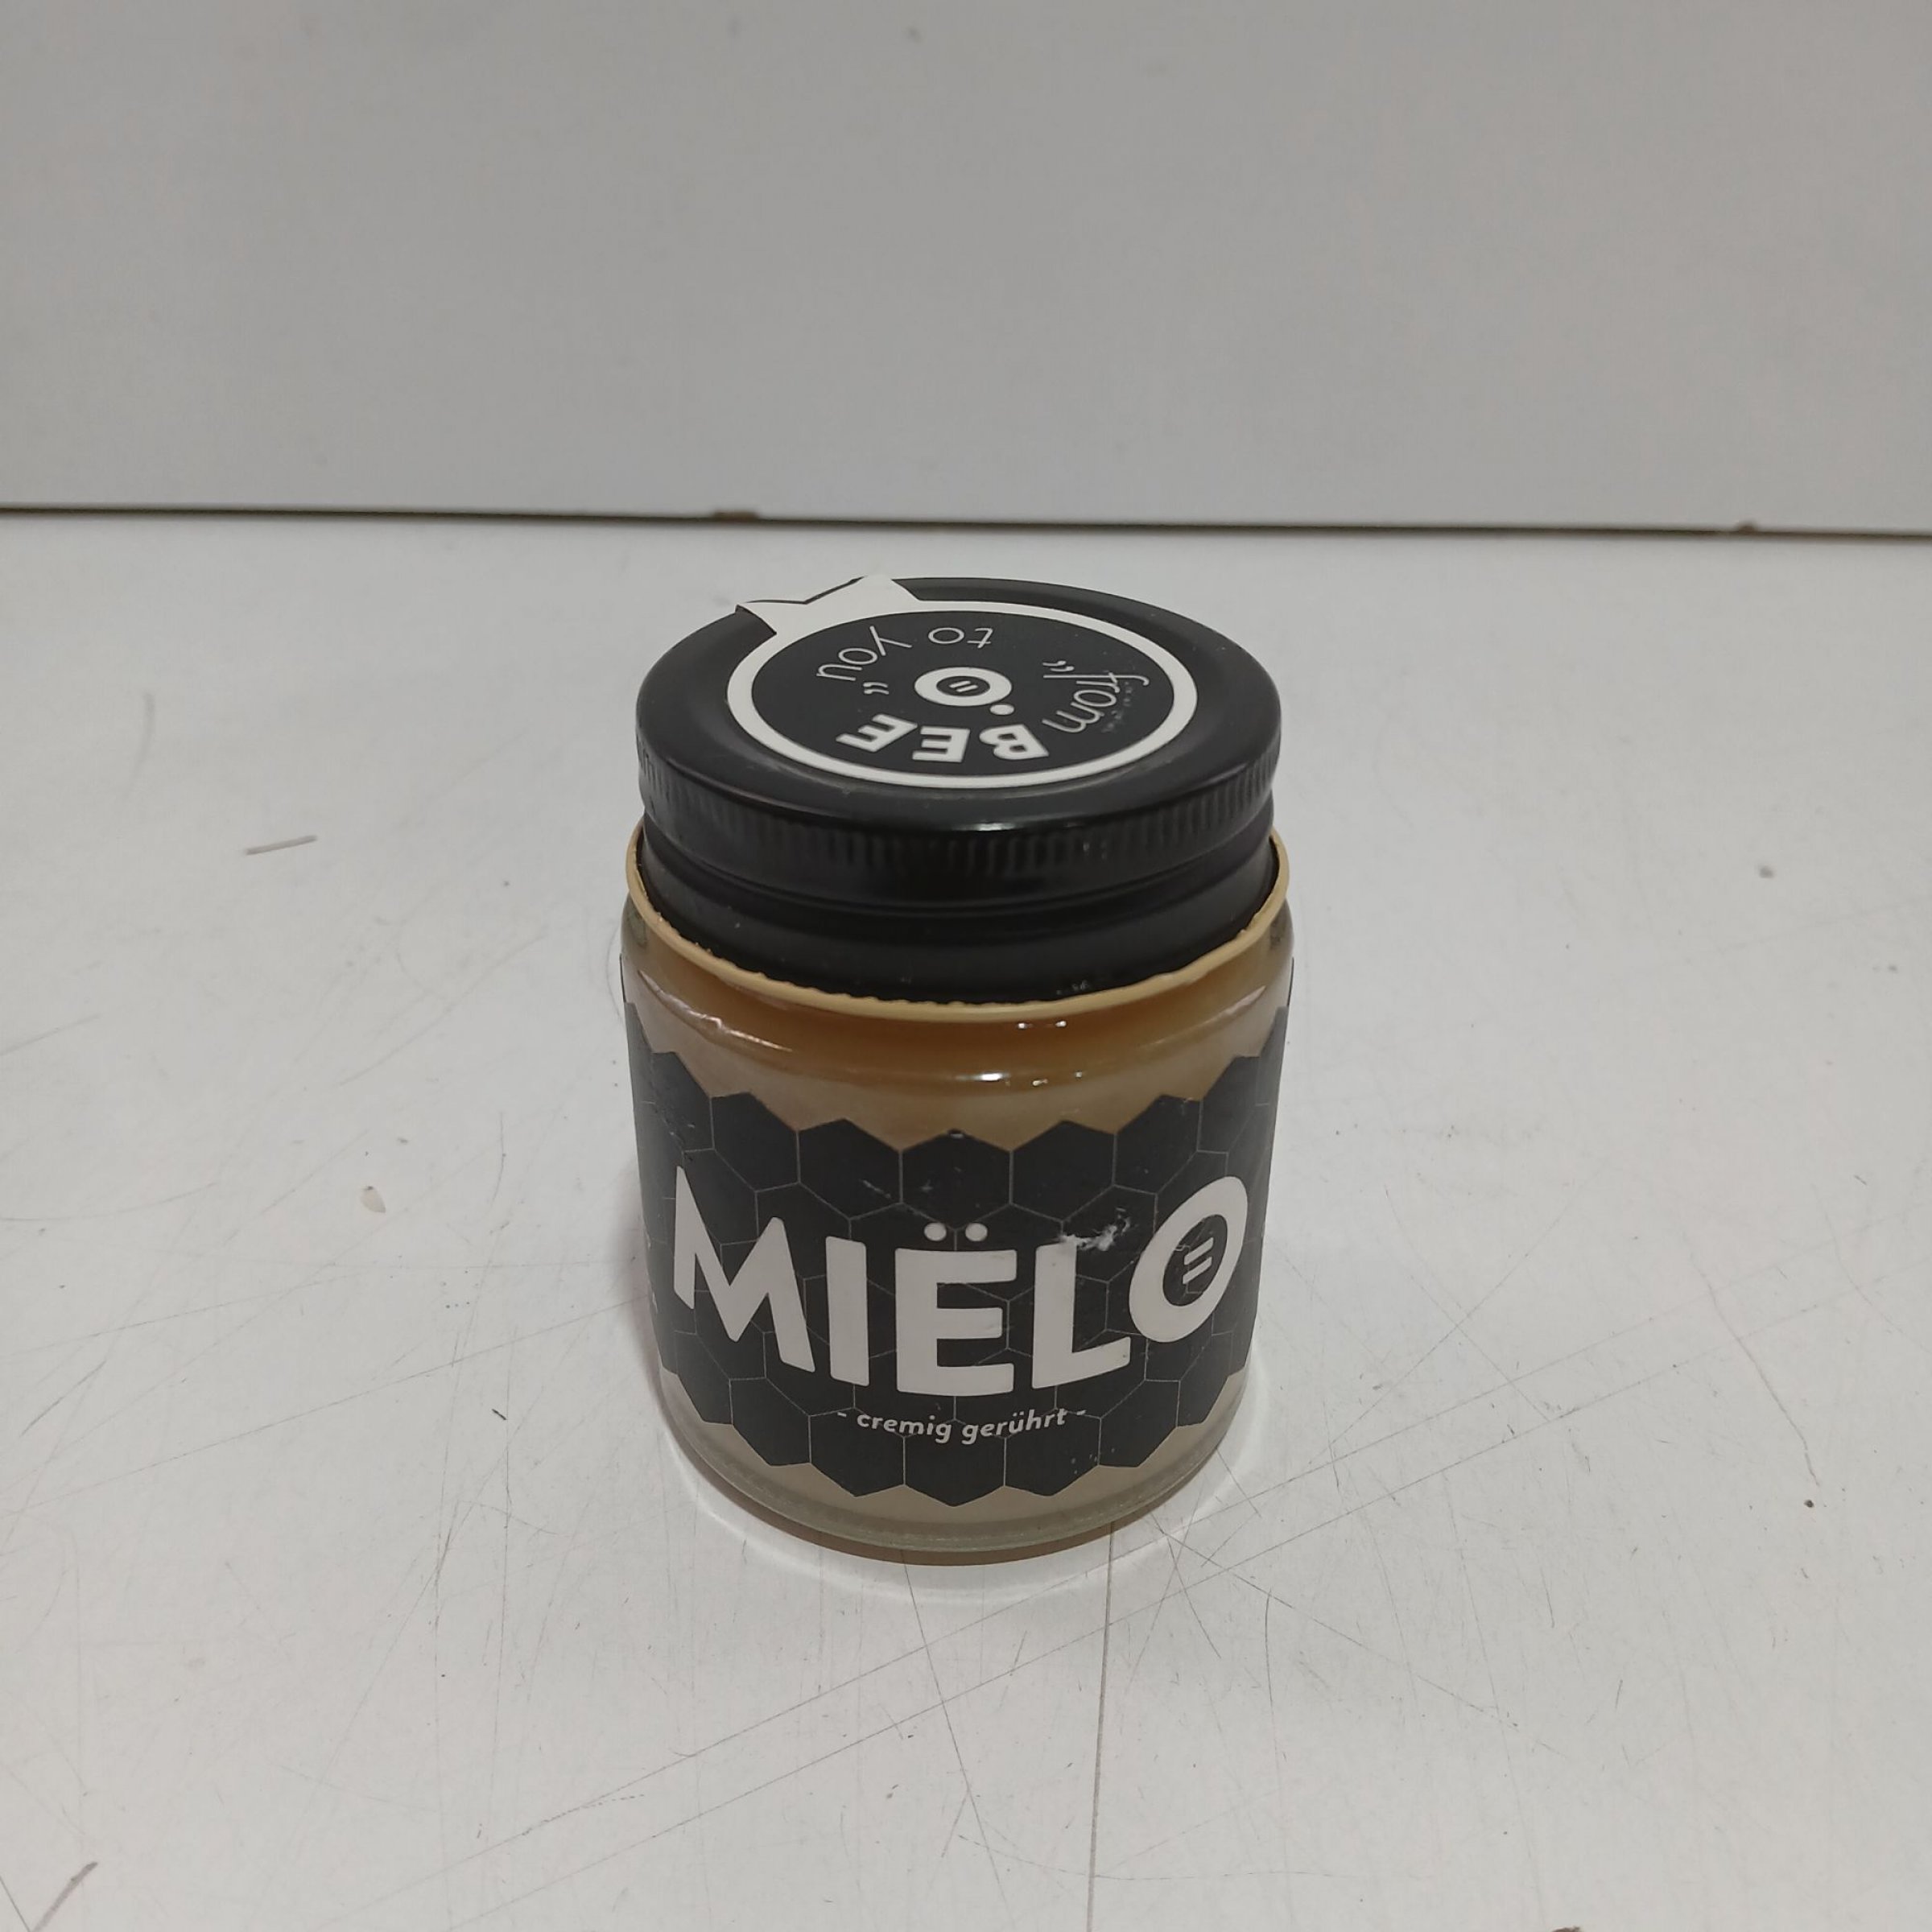 „from
BEE
to You“
MIËLO
- cremig gerührt -